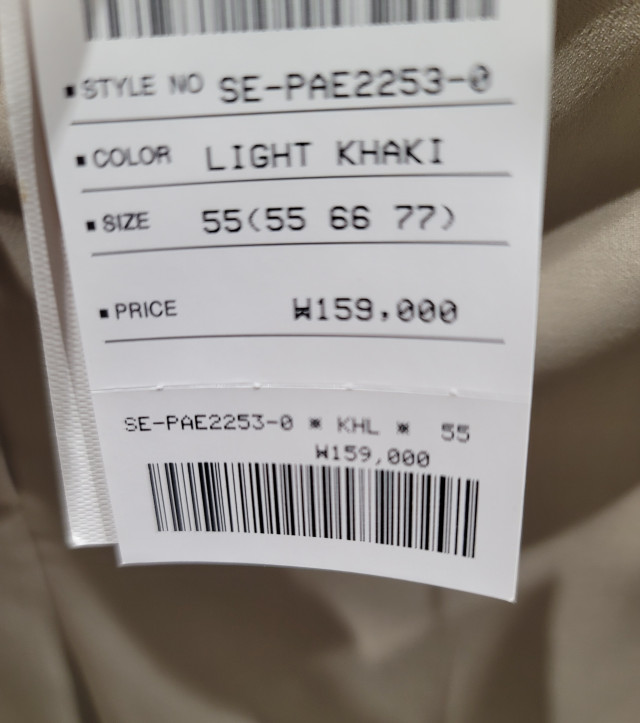 ▪STYLE NO SE-PAE2253-0
▪COLOR LIGHT KHAKI
▪SIZE 55(55 66 77)
▪PRICE ₩159,000
SE-PAE2253-0 ※ KHL ※ 55
₩159,000